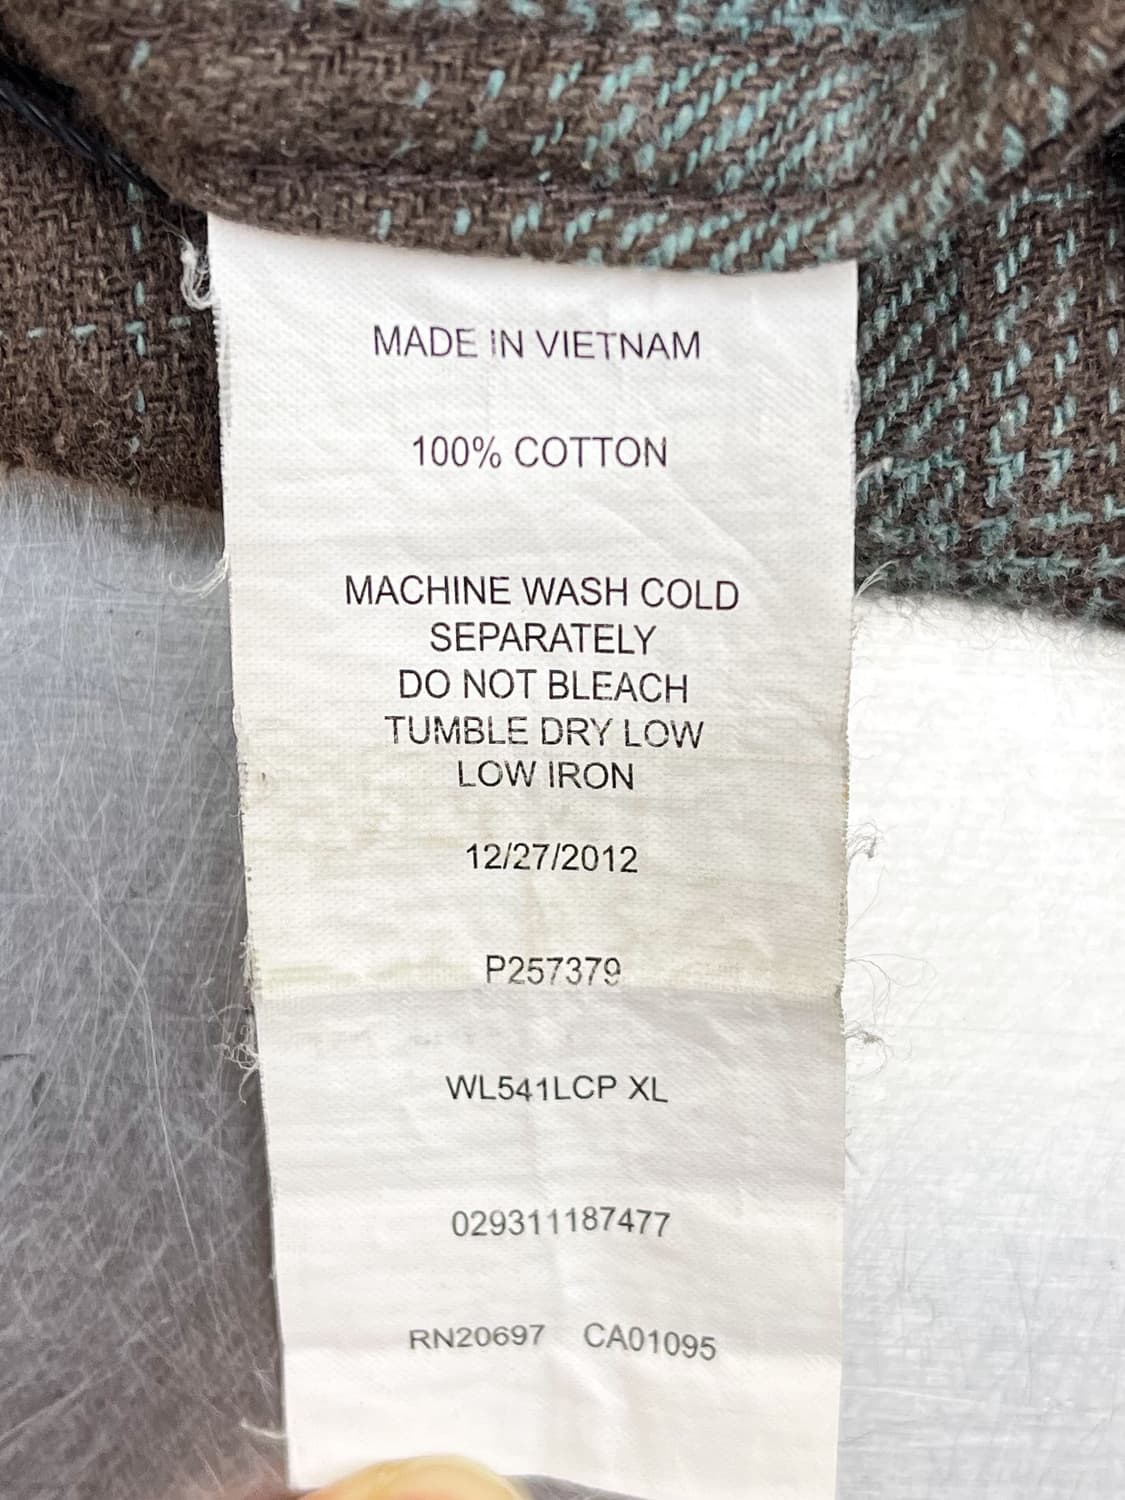 MADE IN VIETNAM
100% COTTON
MACHINE WASH COLD
SEPARATELY
DO NOT BLEACH
TUMBLE DRY LOW
LOW IRON
12/27/2012
P257379
WL541LCP XL
029311187477
RN20697 CA01095